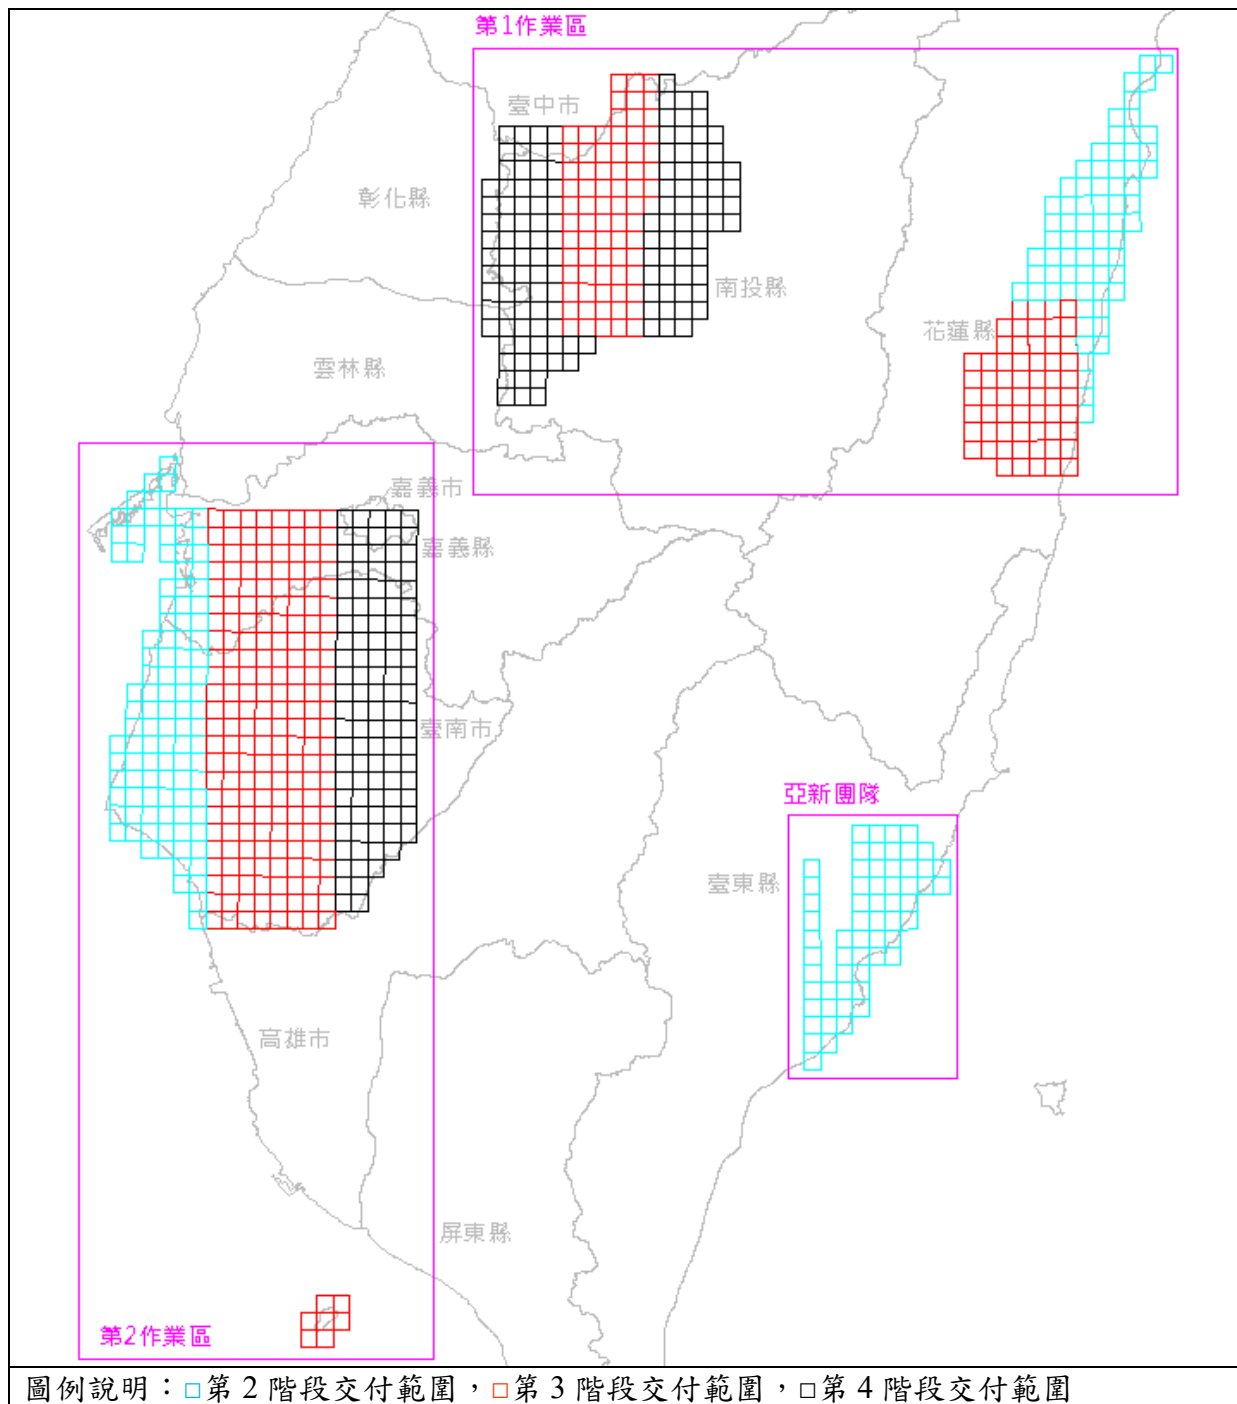 第1作業區
臺中市
彰化縣
南投縣
花蓮縣
雲林縣
嘉義市
嘉義縣
臺南市
亞新團隊
臺東縣
高雄市
屏東縣
第2作業區
圖例說明：□第 2 階段交付範圍，□第 3 階段交付範圍，□第 4 階段交付範圍